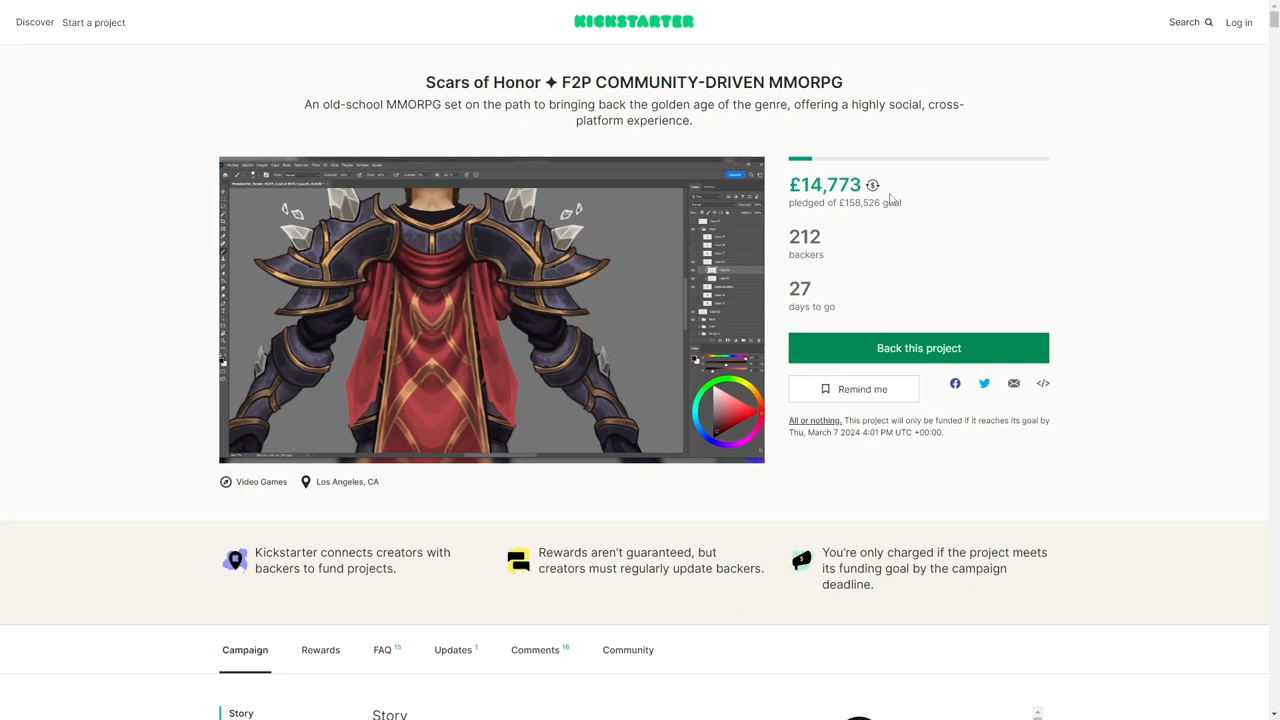 Discover
Start a project
KICKSTARTER
Search
Log in
Scars of Honor ✦ F2P COMMUNITY-DRIVEN MMORPG
An old-school MMORPG set on the path to bringing back the golden age of the genre, offering a highly social, cross-
platform experience.
£14,773
pledged of £158,526 goal
212
backers
27
days to go
Back this project
Remind me
All or nothing. This project will only be funded if it reaches its goal by
Thu, March 7 2024 4:01 PM UTC +00:00.
Video Games
Los Angeles, CA
Kickstarter connects creators with
backers to fund projects.
Rewards aren't guaranteed, but
creators must regularly update backers.
You're only charged if the project meets
its funding goal by the campaign
deadline.
Campaign
Rewards
FAQ 15
Updates 1
Comments 16
Community
Story
Story